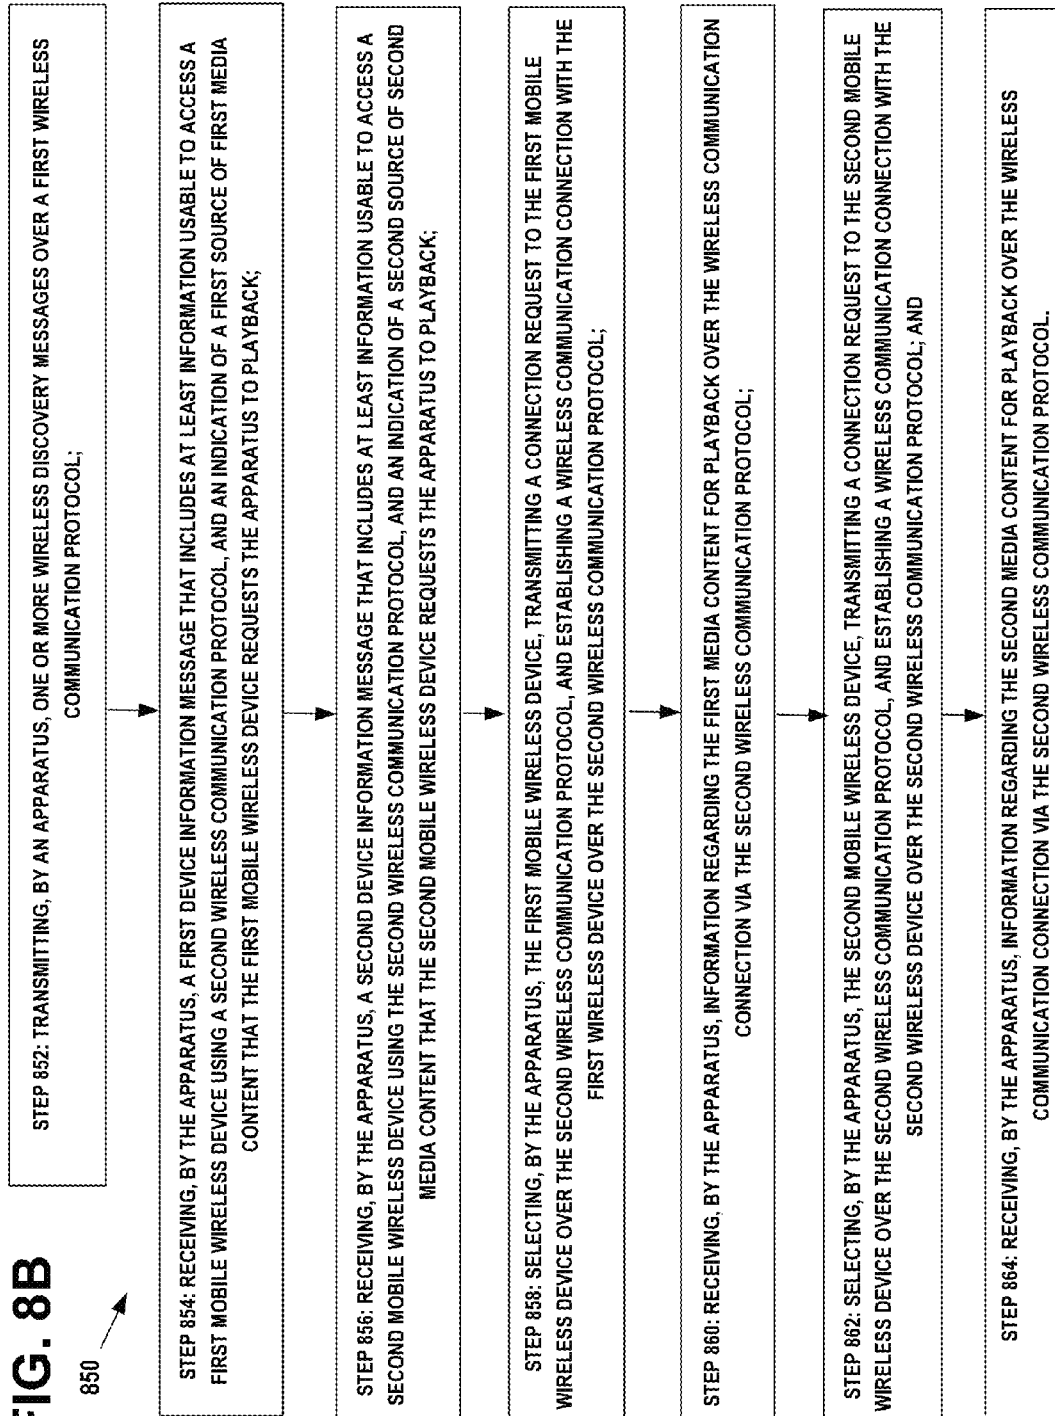 FIG. 8B
850
STEP 852: TRANSMITTING, BY AN APPARATUS, ONE OR MORE WIRELESS DISCOVERY MESSAGES OVER A FIRST WIRELESS
COMMUNICATION PROTOCOL;
STEP 854: RECEIVING, BY THE APPARATUS, A FIRST DEVICE INFORMATION MESSAGE THAT INCLUDES AT LEAST INFORMATION USABLE TO ACCESS A
FIRST MOBILE WIRELESS DEVICE USING A SECOND WIRELESS COMMUNICATION PROTOCOL, AND AN INDICATION OF A FIRST SOURCE OF FIRST MEDIA
CONTENT THAT THE FIRST MOBILE WIRELESS DEVICE REQUESTS THE APPARATUS TO PLAYBACK;
STEP 856: RECEIVING, BY THE APPARATUS, A SECOND DEVICE INFORMATION MESSAGE THAT INCLUDES AT LEAST INFORMATION USABLE TO ACCESS A
SECOND MOBILE WIRELESS DEVICE USING THE SECOND WIRELESS COMMUNICATION PROTOCOL, AND AN INDICATION OF A SECOND SOURCE OF SECOND
MEDIA CONTENT THAT THE SECOND MOBILE WIRELESS DEVICE REQUESTS THE APPARATUS TO PLAYBACK;
STEP 858: SELECTING, BY THE APPARATUS, THE FIRST MOBILE WIRELESS DEVICE, TRANSMITTING A CONNECTION REQUEST TO THE FIRST MOBILE
WIRELESS DEVICE OVER THE SECOND WIRELESS COMMUNICATION PROTOCOL, AND ESTABLISHING A WIRELESS COMMUNICATION CONNECTION WITH THE
FIRST WIRELESS DEVICE OVER THE SECOND WIRELESS COMMUNICATION PROTOCOL;
STEP 860: RECEIVING, BY THE APPARATUS, INFORMATION REGARDING THE FIRST MEDIA CONTENT FOR PLAYBACK OVER THE WIRELESS COMMUNICATION
CONNECTION VIA THE SECOND WIRELESS COMMUNICATION PROTOCOL;
STEP 862: SELECTING, BY THE APPARATUS, THE SECOND MOBILE WIRELESS DEVICE, TRANSMITTING A CONNECTION REQUEST TO THE SECOND MOBILE
WIRELESS DEVICE OVER THE SECOND WIRELESS COMMUNICATION PROTOCOL, AND ESTABLISHING A WIRELESS COMMUNICATION CONNECTION WITH THE
SECOND WIRELESS DEVICE OVER THE SECOND WIRELESS COMMUNICATION PROTOCOL; AND
STEP 864: RECEIVING, BY THE APPARATUS, INFORMATION REGARDING THE SECOND MEDIA CONTENT FOR PLAYBACK OVER THE WIRELESS
COMMUNICATION CONNECTION VIA THE SECOND WIRELESS COMMUNICATION PROTOCOL.